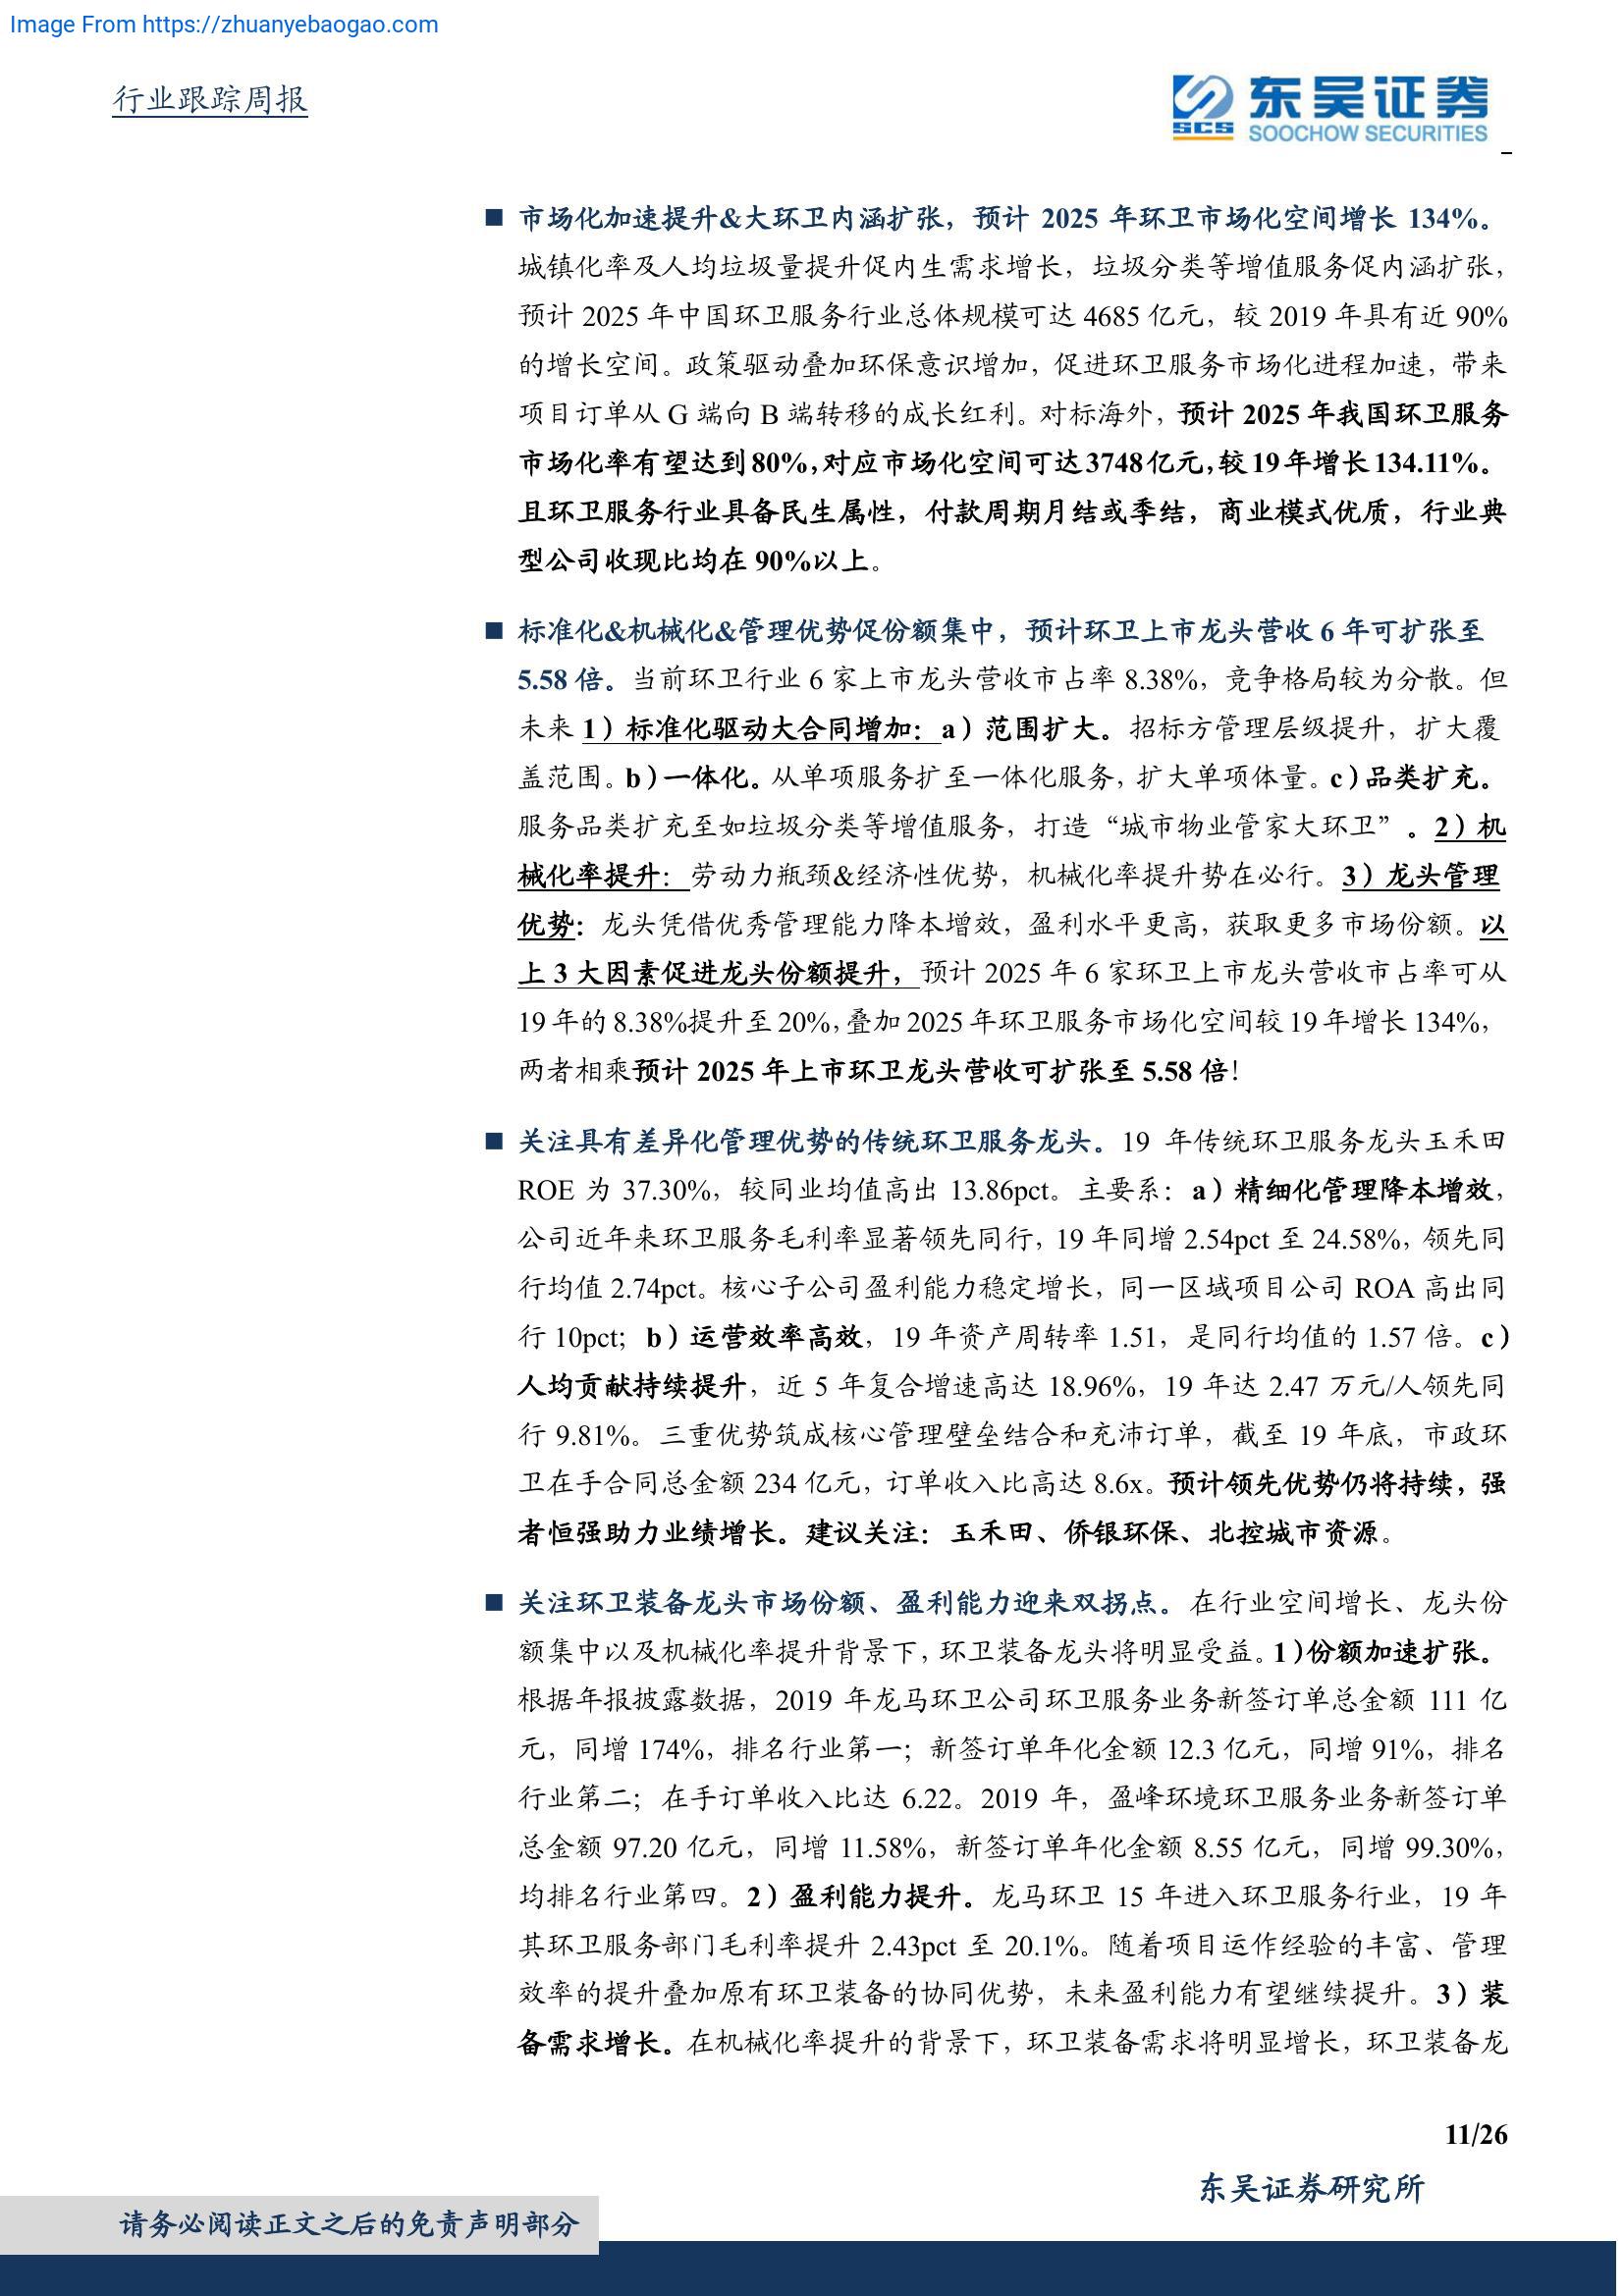 Image From https://zhuanyebaogao.com
行业跟踪周报
SCS 东吴证券
SOOCHOW SECURITIES
■ 市场化加速提升&大环卫内涵扩张，预计 2025 年环卫市场化空间增长 134%。
城镇化率及人均垃圾量提升促内生需求增长，垃圾分类等增值服务促内涵扩张，
预计 2025 年中国环卫服务行业总体规模可达 4685 亿元，较 2019 年具有近 90%
的增长空间。政策驱动叠加环保意识增加，促进环卫服务市场化进程加速，带来
项目订单从 G 端向 B 端转移的成长红利。对标海外，预计 2025 年我国环卫服务
市场化率有望达到 80%，对应市场化空间可达 3748 亿元，较 19 年增长 134.11%。
且环卫服务行业具备民生属性，付款周期月结或季结，商业模式优质，行业典
型公司收现比均在 90%以上。
■ 标准化&机械化&管理优势促份额集中，预计环卫上市龙头营收 6 年可扩张至
5.58 倍。当前环卫行业 6 家上市龙头营收市占率 8.38%，竞争格局较为分散。但
未来 1）标准化驱动大合同增加：a）范围扩大。招标方管理层级提升，扩大覆
盖范围。b）一体化。从单项服务扩至一体化服务，扩大单项体量。c）品类扩充。
服务品类扩充至如垃圾分类等增值服务，打造“城市物业管家大环卫”。2）机
械化率提升：劳动力瓶颈&经济性优势，机械化率提升势在必行。3）龙头管理
优势：龙头凭借优秀管理能力降本增效，盈利水平更高，获取更多市场份额。以
上 3 大因素促进龙头份额提升，预计 2025 年 6 家环卫上市龙头营收市占率可从
19 年的 8.38%提升至 20%，叠加 2025 年环卫服务市场化空间较 19 年增长 134%，
两者相乘预计 2025 年上市环卫龙头营收可扩张至 5.58 倍！
■ 关注具有差异化管理优势的传统环卫服务龙头。19 年传统环卫服务龙头玉禾田
ROE 为 37.30%，较同业均值高出 13.86pct。主要系：a）精细化管理降本增效，
公司近年来环卫服务毛利率显著领先同行，19 年同增 2.54pct 至 24.58%，领先同
行均值 2.74pct。核心子公司盈利能力稳定增长，同一区域项目公司 ROA 高出同
行 10pct；b）运营效率高效，19 年资产周转率 1.51，是同行均值的 1.57 倍。c）
人均贡献持续提升，近 5 年复合增速高达 18.96%，19 年达 2.47 万元/人领先同
行 9.81%。三重优势筑成核心管理壁垒结合和充沛订单，截至 19 年底，市政环
卫在手合同总金额 234 亿元，订单收入比高达 8.6x。预计领先优势仍将持续，强
者恒强助力业绩增长。建议关注：玉禾田、侨银环保、北控城市资源。
■ 关注环卫装备龙头市场份额、盈利能力迎来双拐点。在行业空间增长、龙头份
额集中以及机械化率提升背景下，环卫装备龙头将明显受益。1）份额加速扩张。
根据年报披露数据，2019 年龙马环卫公司环卫服务业务新签订单总金额 111 亿
元，同增 174%，排名行业第一；新签订单年化金额 12.3 亿元，同增 91%，排名
行业第二；在手订单收入比达 6.22。2019 年，盈峰环境环卫服务业务新签订单
总金额 97.20 亿元，同增 11.58%，新签订单年化金额 8.55 亿元，同增 99.30%，
均排名行业第四。2）盈利能力提升。龙马环卫 15 年进入环卫服务行业，19 年
其环卫服务部门毛利率提升 2.43pct 至 20.1%。随着项目运作经验的丰富、管理
效率的提升叠加原有环卫装备的协同优势，未来盈利能力有望继续提升。3）装
备需求增长。在机械化率提升的背景下，环卫装备需求将明显增长，环卫装备龙
11/26
东吴证券研究所
请务必阅读正文之后的免责声明部分